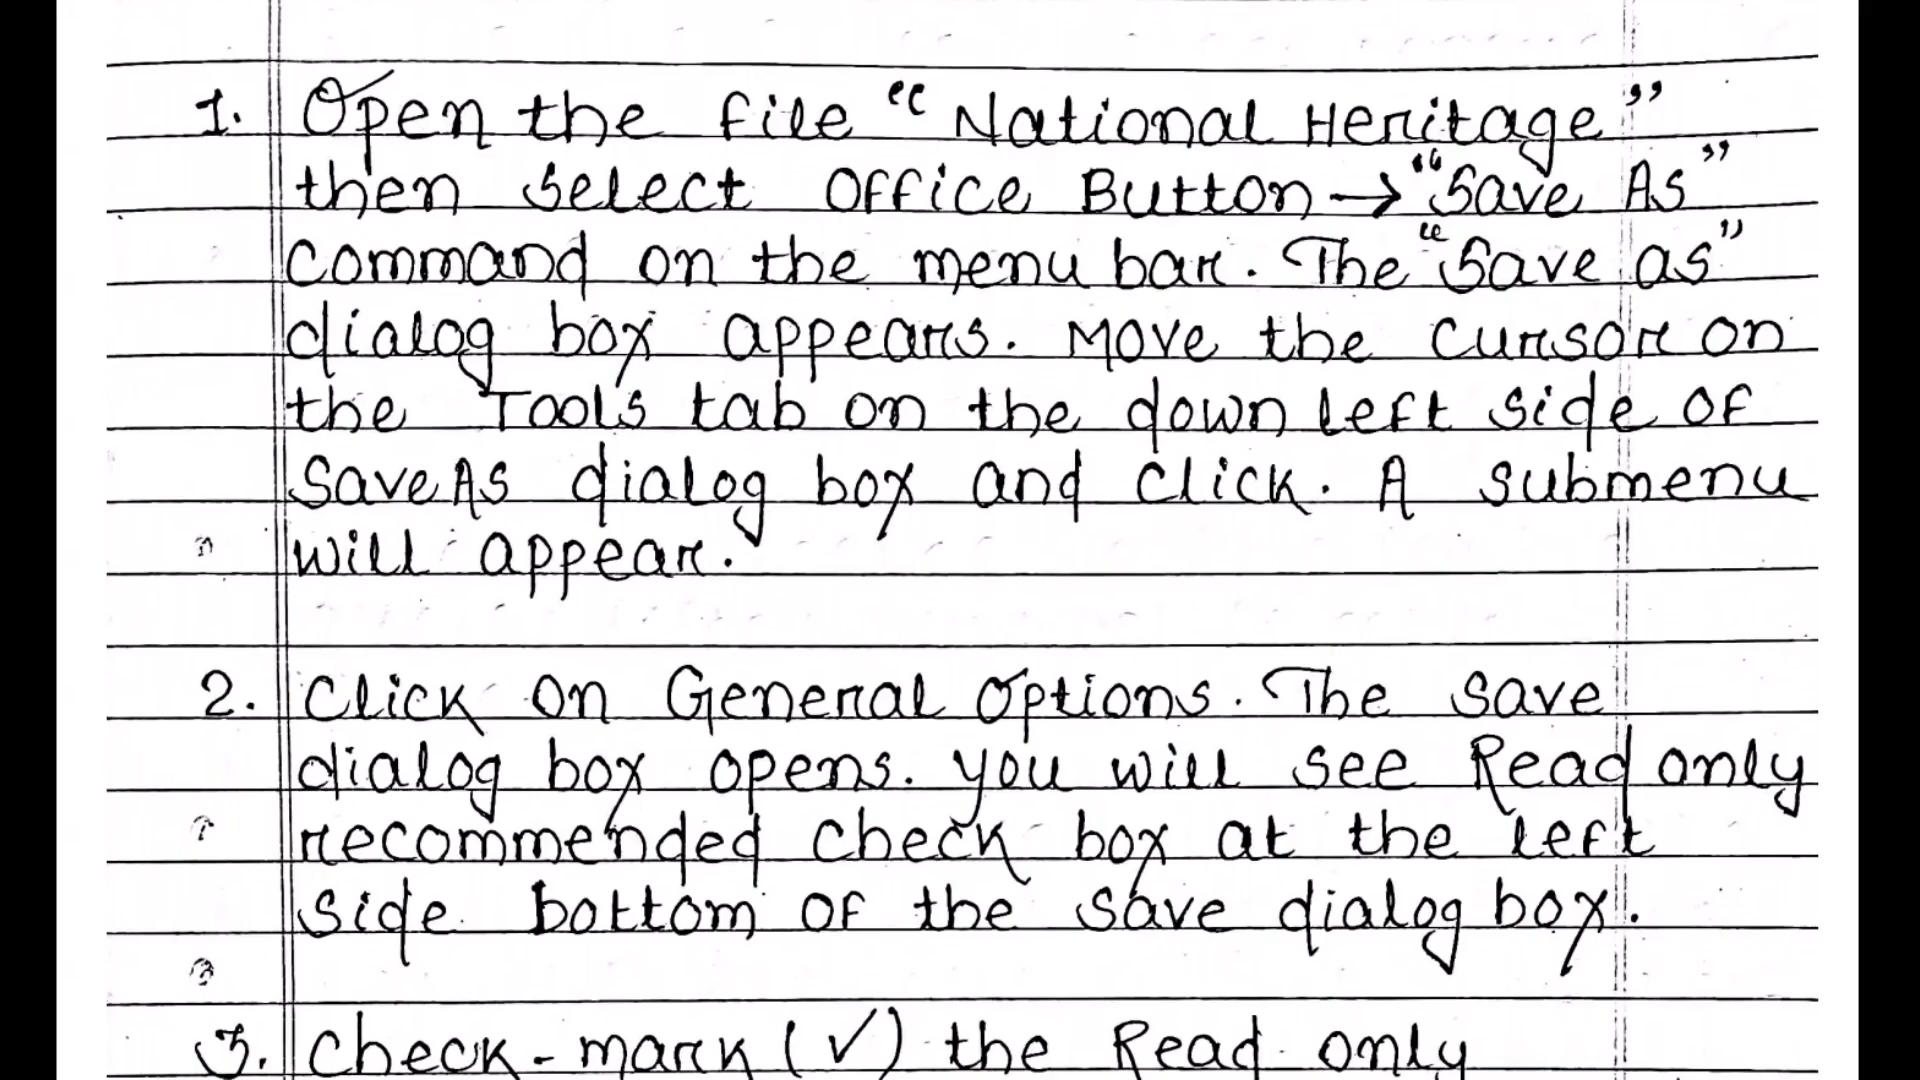 1. Open the file “National Heritage”
then select Office Button → “Save As”
Command on the menu bar. The “Save as”
dialog box appears. Move the cursor on
the Tools tab on the down left side of
Save As dialog box and click. A submenu
will appear.
2. Click on General Options. The save
dialog box opens. you will see Read only
recommended check box at the left
side bottom of the save dialog box.
3. Check-mark (✓) the Read only